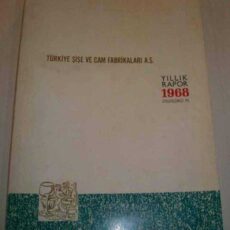 TÜRKİYE ŞİŞE VE CAM FABRİKALARI A.Ş.
YILLIK
RAPOR
1968